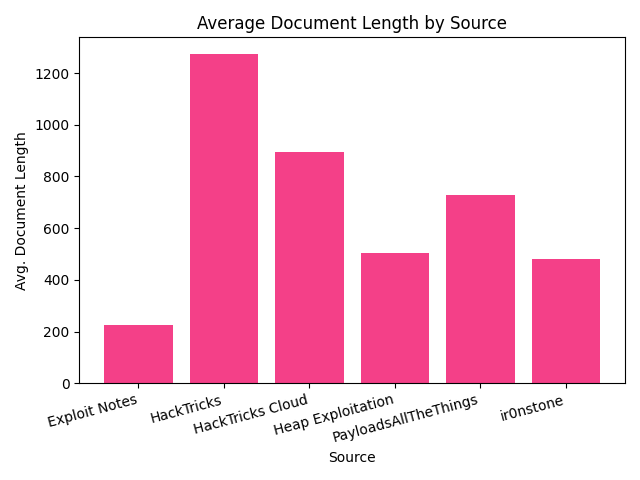 Average Document Length by Source
Avg. Document Length
1200
1000
800
600
400
200
0
Exploit Notes
HackTricks
HackTricks Cloud
Heap Exploitation
PayloadsAllTheThings
ir0nstone
Source